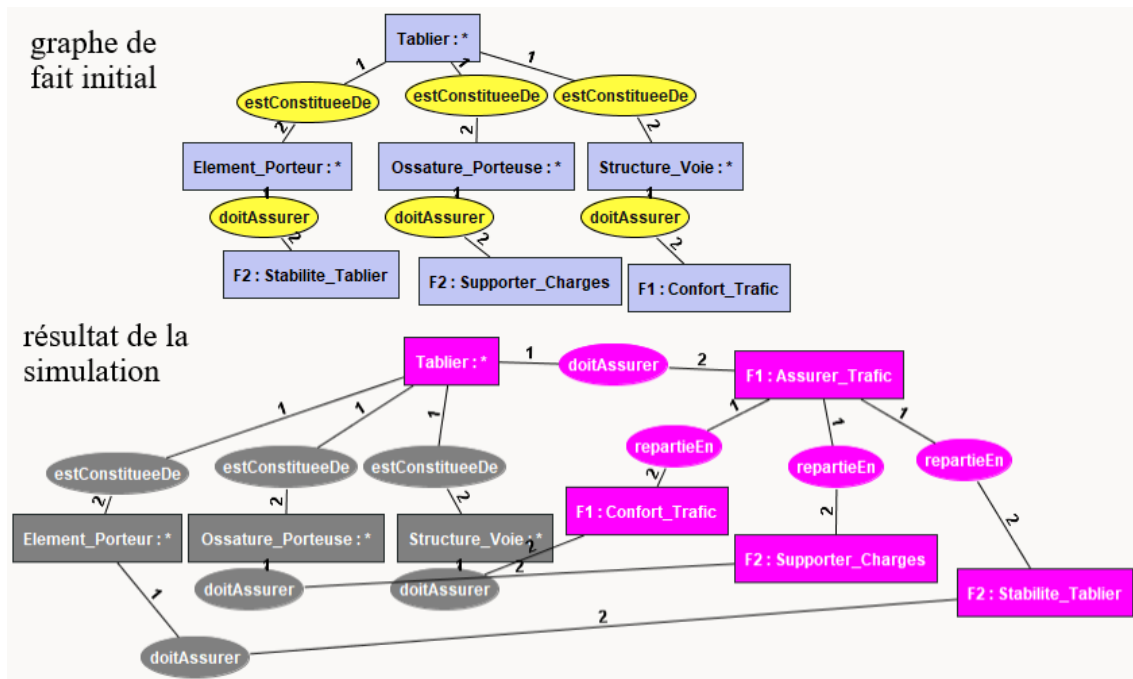 graphe de
fait initial
Tablier : *
1
1
1
estConstitueeDe
estConstitueeDe
estConstitueeDe
2
2
2
Element_Porteur : *
Ossature_Porteuse : *
Structure_Voie : *
1
1
1
doitAssurer
doitAssurer
doitAssurer
2
2
2
F2 : Stabilite_Tablier
F2 : Supporter_Charges
F1 : Confort_Trafic
résultat de la
simulation
Tablier : *
1
doitAssurer
2
F1 : Assurer_Trafic
1
1
1
1
1
1
repartieEn
repartieEn
repartieEn
estConstitueeDe
estConstitueeDe
estConstitueeDe
2
2
2
2
2
2
F1 : Confort_Trafic
Element_Porteur : *
Ossature_Porteuse : *
Structure_Voie : *
2
1
1
F2 : Supporter_Charges
doitAssurer
2
doitAssurer
F2 : Stabilite_Tablier
1
2
doitAssurer